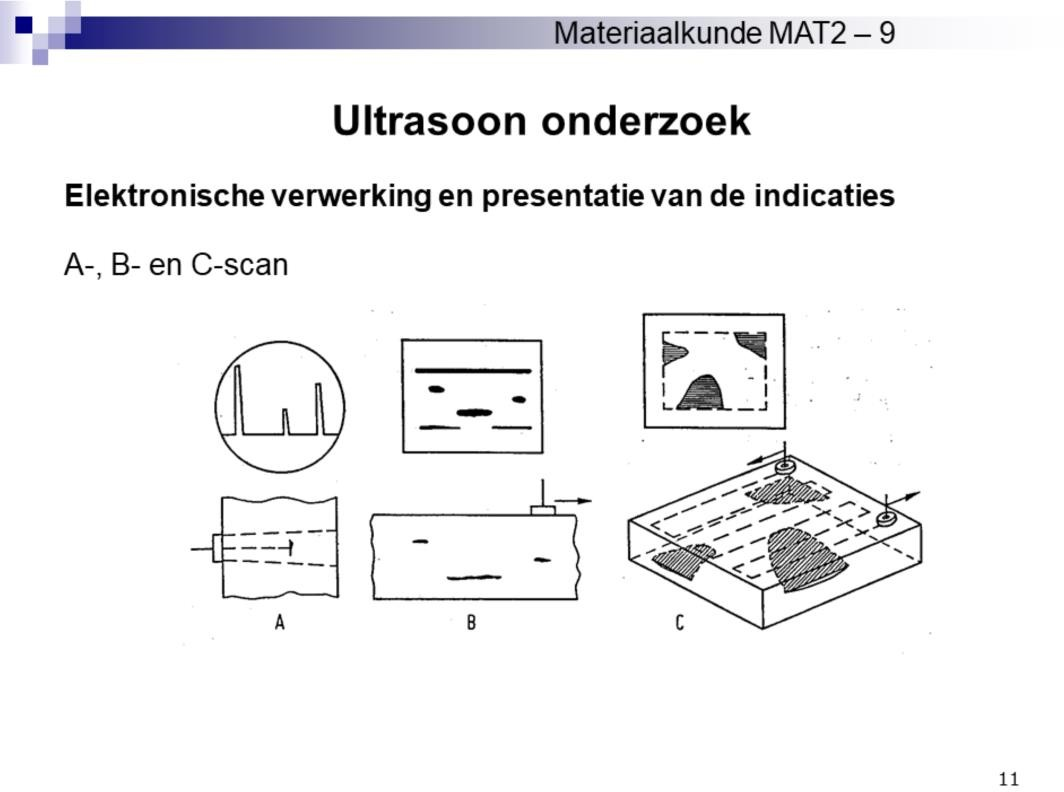 Materiaalkunde MAT2 – 9
Ultrasoon onderzoek
Elektronische verwerking en presentatie van de indicaties
A-, B- en C-scan
A B C
11